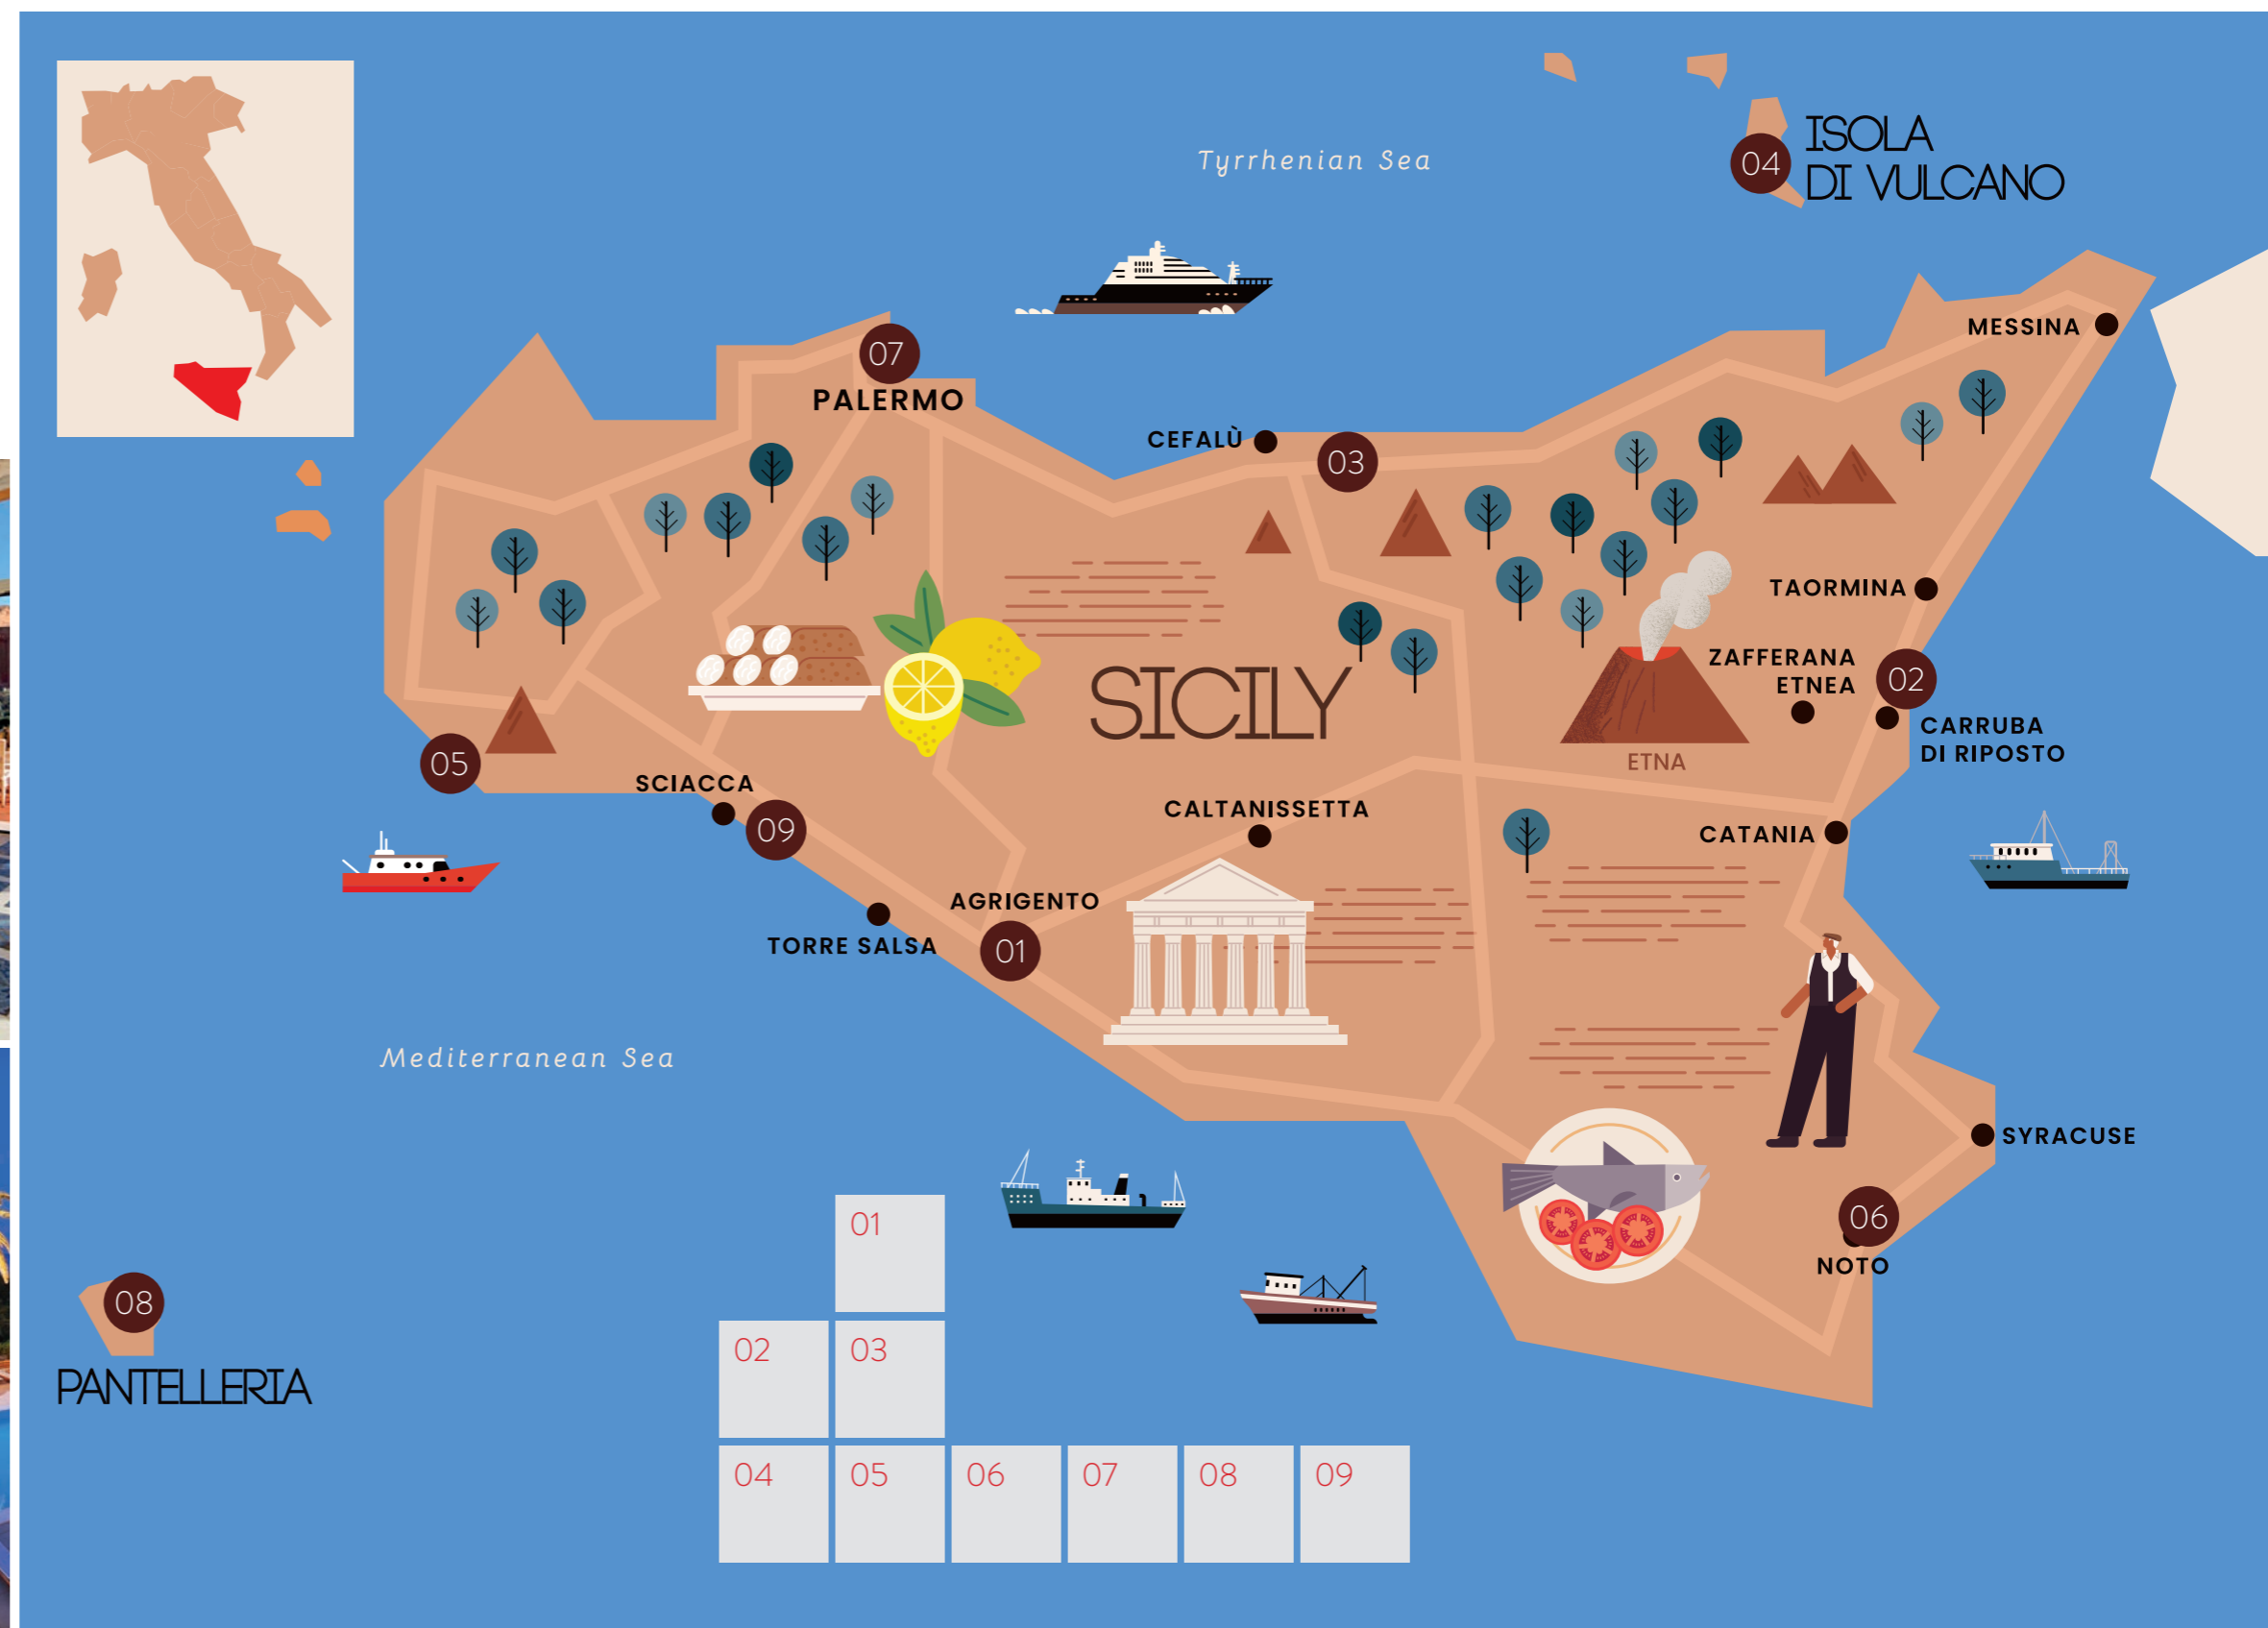 Tyrrhenian Sea
04
ISOLA
DI VULCANO
MESSINA
07
PALERMO
CEFALÙ
03
TAORMINA
ZAFFERANA
ETNEA
02
CARRUBA
DI RIPOSTO
SICILY
ETNA
05
SCIACCA
09
CALTANISSETTA
CATANIA
AGRIGENTO
01
TORRE SALSA
Mediterranean Sea
SYRACUSE
06
NOTO
08
PANTELLERIA
01
02 03
04 05 06 07 08 09